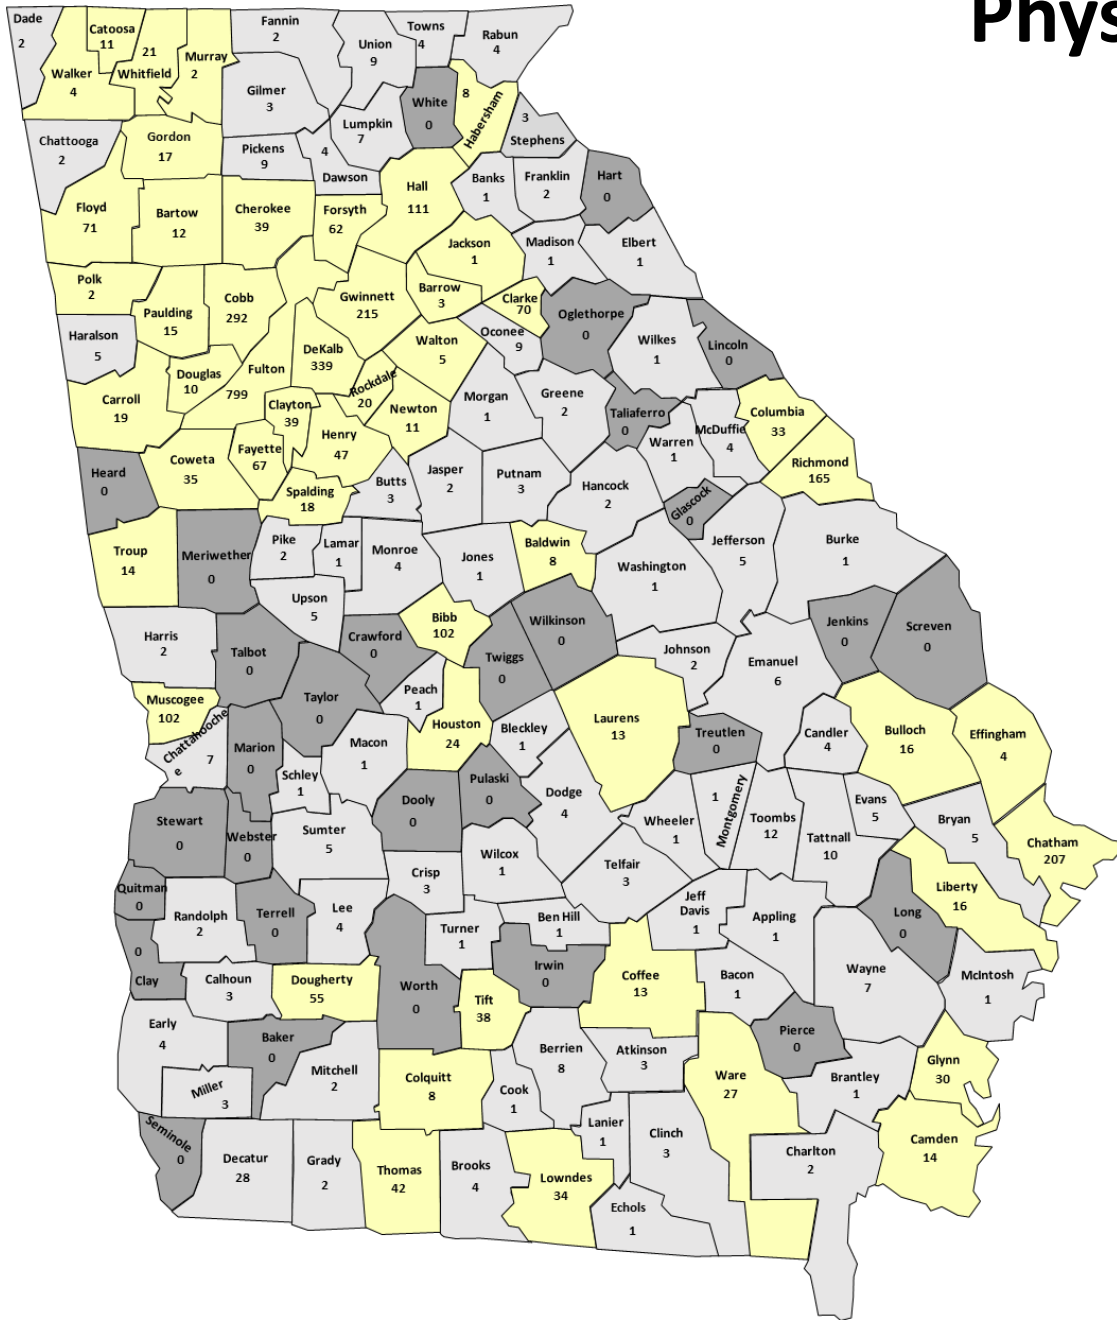 Phys
Dade
2
Catoosa
11
21
Whitfield
Murray
2
Walker
4
Fannin
2
Union
9
Towns
4
Rabun
4
Gilmer
3
White
0
8
Habersham
3
Stephens
Chattooga
2
Gordon
17
Pickens
9
Lumpkin
7
4
Dawson
Hall
111
Banks
1
Franklin
2
Hart
0
Floyd
71
Bartow
12
Cherokee
39
Forsyth
62
Jackson
1
Madison
1
Elbert
1
Polk
2
Paulding
15
Cobb
292
Gwinnett
215
Barrow
3
Clarke
70
Oconee
9
Oglethorpe
0
Wilkes
1
Lincoln
0
Haralson
5
Douglas
10
Fulton
799
DeKalb
339
Rockdale
20
Walton
5
Morgan
1
Greene
2
Taliaferro
0
Warren
1
McDuffie
4
Columbia
33
Richmond
165
Carroll
19
Clayton
39
Newton
11
Henry
47
Fayette
67
Coweta
35
Heard
0
Spalding
18
Butts
3
Jasper
2
Putnam
3
Hancock
2
Glascock
0
Jefferson
5
Burke
1
Troup
14
Meriwether
0
Pike
2
Lamar
1
Monroe
4
Jones
1
Baldwin
8
Washington
1
Upson
5
Bibb
102
Wilkinson
0
Jenkins
0
Screven
0
Harris
2
Talbot
0
Crawford
0
Twiggs
0
Johnson
2
Emanuel
6
Taylor
0
Peach
1
Muscogee
102
Houston
24
Bleckley
1
Laurens
13
Treutlen
0
Candler
4
Bulloch
16
Effingham
4
Chattahooche
e
7
Marion
0
Schley
1
Macon
1
Dooly
0
Pulaski
0
Dodge
4
Wheeler
1
1
Montgomery
Toombs
12
Tattnall
10
Evans
5
Bryan
5
Chatham
207
Stewart
0
Webster
0
Sumter
5
Crisp
3
Wilcox
1
Telfair
3
Jeff
Davis
1
Appling
1
Long
0
Liberty
16
Quitman
0
Randolph
2
Terrell
0
Lee
4
Turner
1
Ben Hill
1
0
Clay
Calhoun
3
Dougherty
55
Worth
0
Tift
38
Irwin
0
Coffee
13
Bacon
1
Wayne
7
McIntosh
1
Early
4
Baker
0
Pierce
0
Miller
3
Mitchell
2
Colquitt
8
Cook
1
Berrien
8
Atkinson
3
Ware
27
Brantley
1
Glynn
30
Seminole
0
Decatur
28
Grady
2
Thomas
42
Brooks
4
Lowndes
34
Lanier
1
Clinch
3
Echols
1
Charlton
2
Camden
14